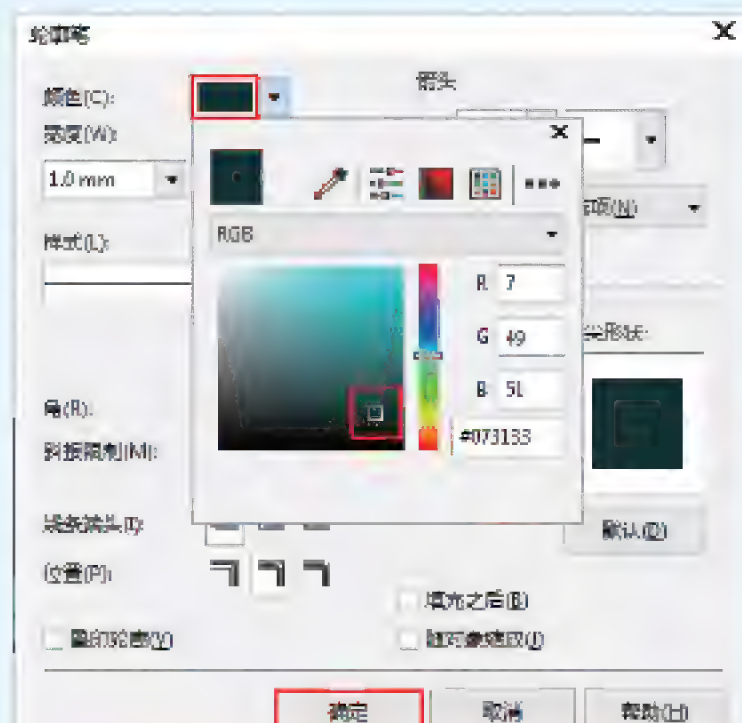 轮廓笔
颜色(C):
箭头
宽度(W):
1.0 mm
RGB
样式(L):
R 7
G 49
B 51
#073133
角(R):
斜接限制(M):
线条端头(T):
默认(D)
位置(P):
填充之后(B)
叠印轮廓(V)
随对象缩放(J)
确定
取消
帮助(H)